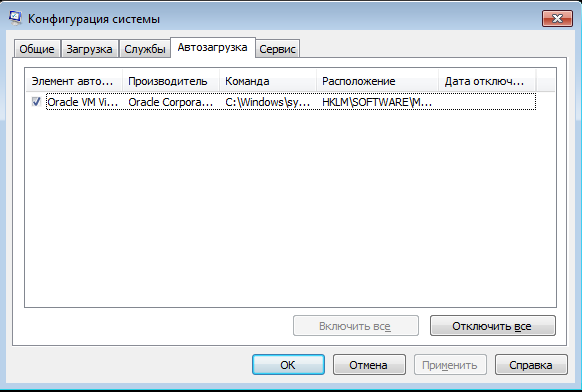 Конфигурация системы
Общие Загрузка Службы Автозагрузка Сервис
Элемент авто... Производитель Команда Расположение Дата отключ...
Oracle VM Vi... Oracle Corpora... C:\Windows\sy... HKLM\SOFTWARE\M...
Включить все Отключить все
ОК Отмена Применить Справка